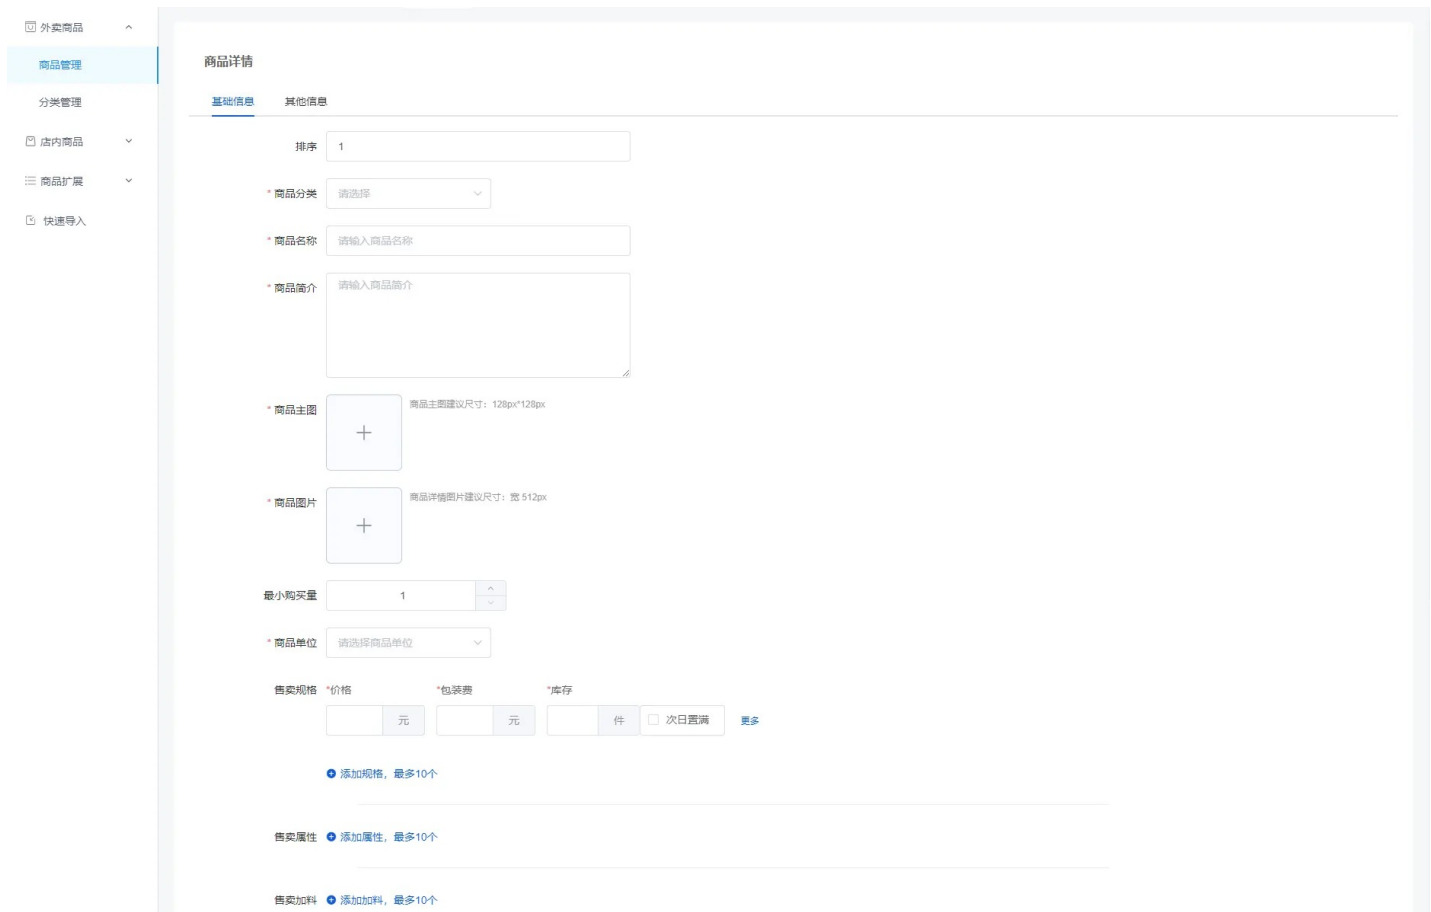 外卖商品
商品管理
分类管理
店内商品
商品扩展
快速导入
商品详情
基础信息 其他信息
排序 1
* 商品分类 请选择
* 商品名称 请输入商品名称
* 商品简介 请输入商品简介
* 商品主图 商品主图建议尺寸：128px*128px
* 商品图片 商品详情图片建议尺寸：宽 512px
最小购买量 1
* 商品单位 请选择商品单位
售卖规格 *价格 *包装费 *库存
元 元 件 次日置满 更多
添加规格，最多10个
售卖属性 添加属性，最多10个
售卖加料 添加加料，最多10个